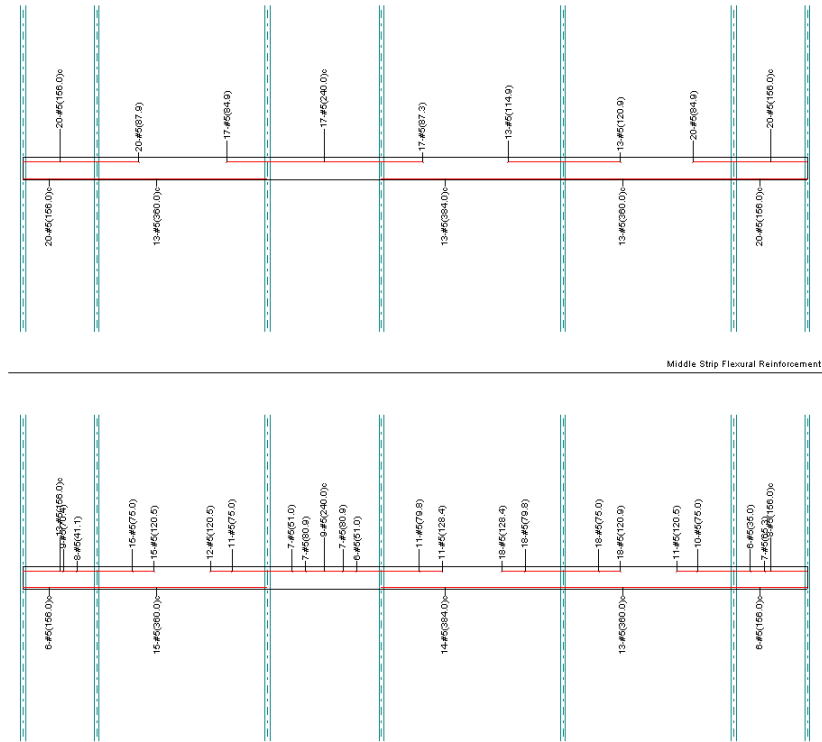 20-#5(156.0)c
20-#5(87.9)
17-#5(84.9)
17-#5(240.0)c
17-#5(87.3)
13-#5(114.9)
13-#5(120.9)
20-#5(84.9)
20-#5(156.0)c
20-#5(156.0)c
13-#5(360.0)c
13-#5(384.0)c
13-#5(360.0)c
20-#5(156.0)c
Middle Strip Flexural Reinforcement
8-#5(41.1)
15-#5(75.0)
15-#5(120.5)
12-#5(120.5)
11-#5(75.0)
7-#5(51.0)
7-#5(80.9)
9-#5(240.0)c
7-#5(80.9)
6-#5(51.0)
11-#5(79.8)
11-#5(128.4)
18-#5(128.4)
18-#5(79.8)
18-#5(75.0)
18-#5(120.9)
11-#5(120.5)
10-#5(75.0)
6-#5(35.0)
6-#5(156.0)c
15-#5(360.0)c
14-#5(384.0)c
13-#5(360.0)c
6-#5(156.0)c